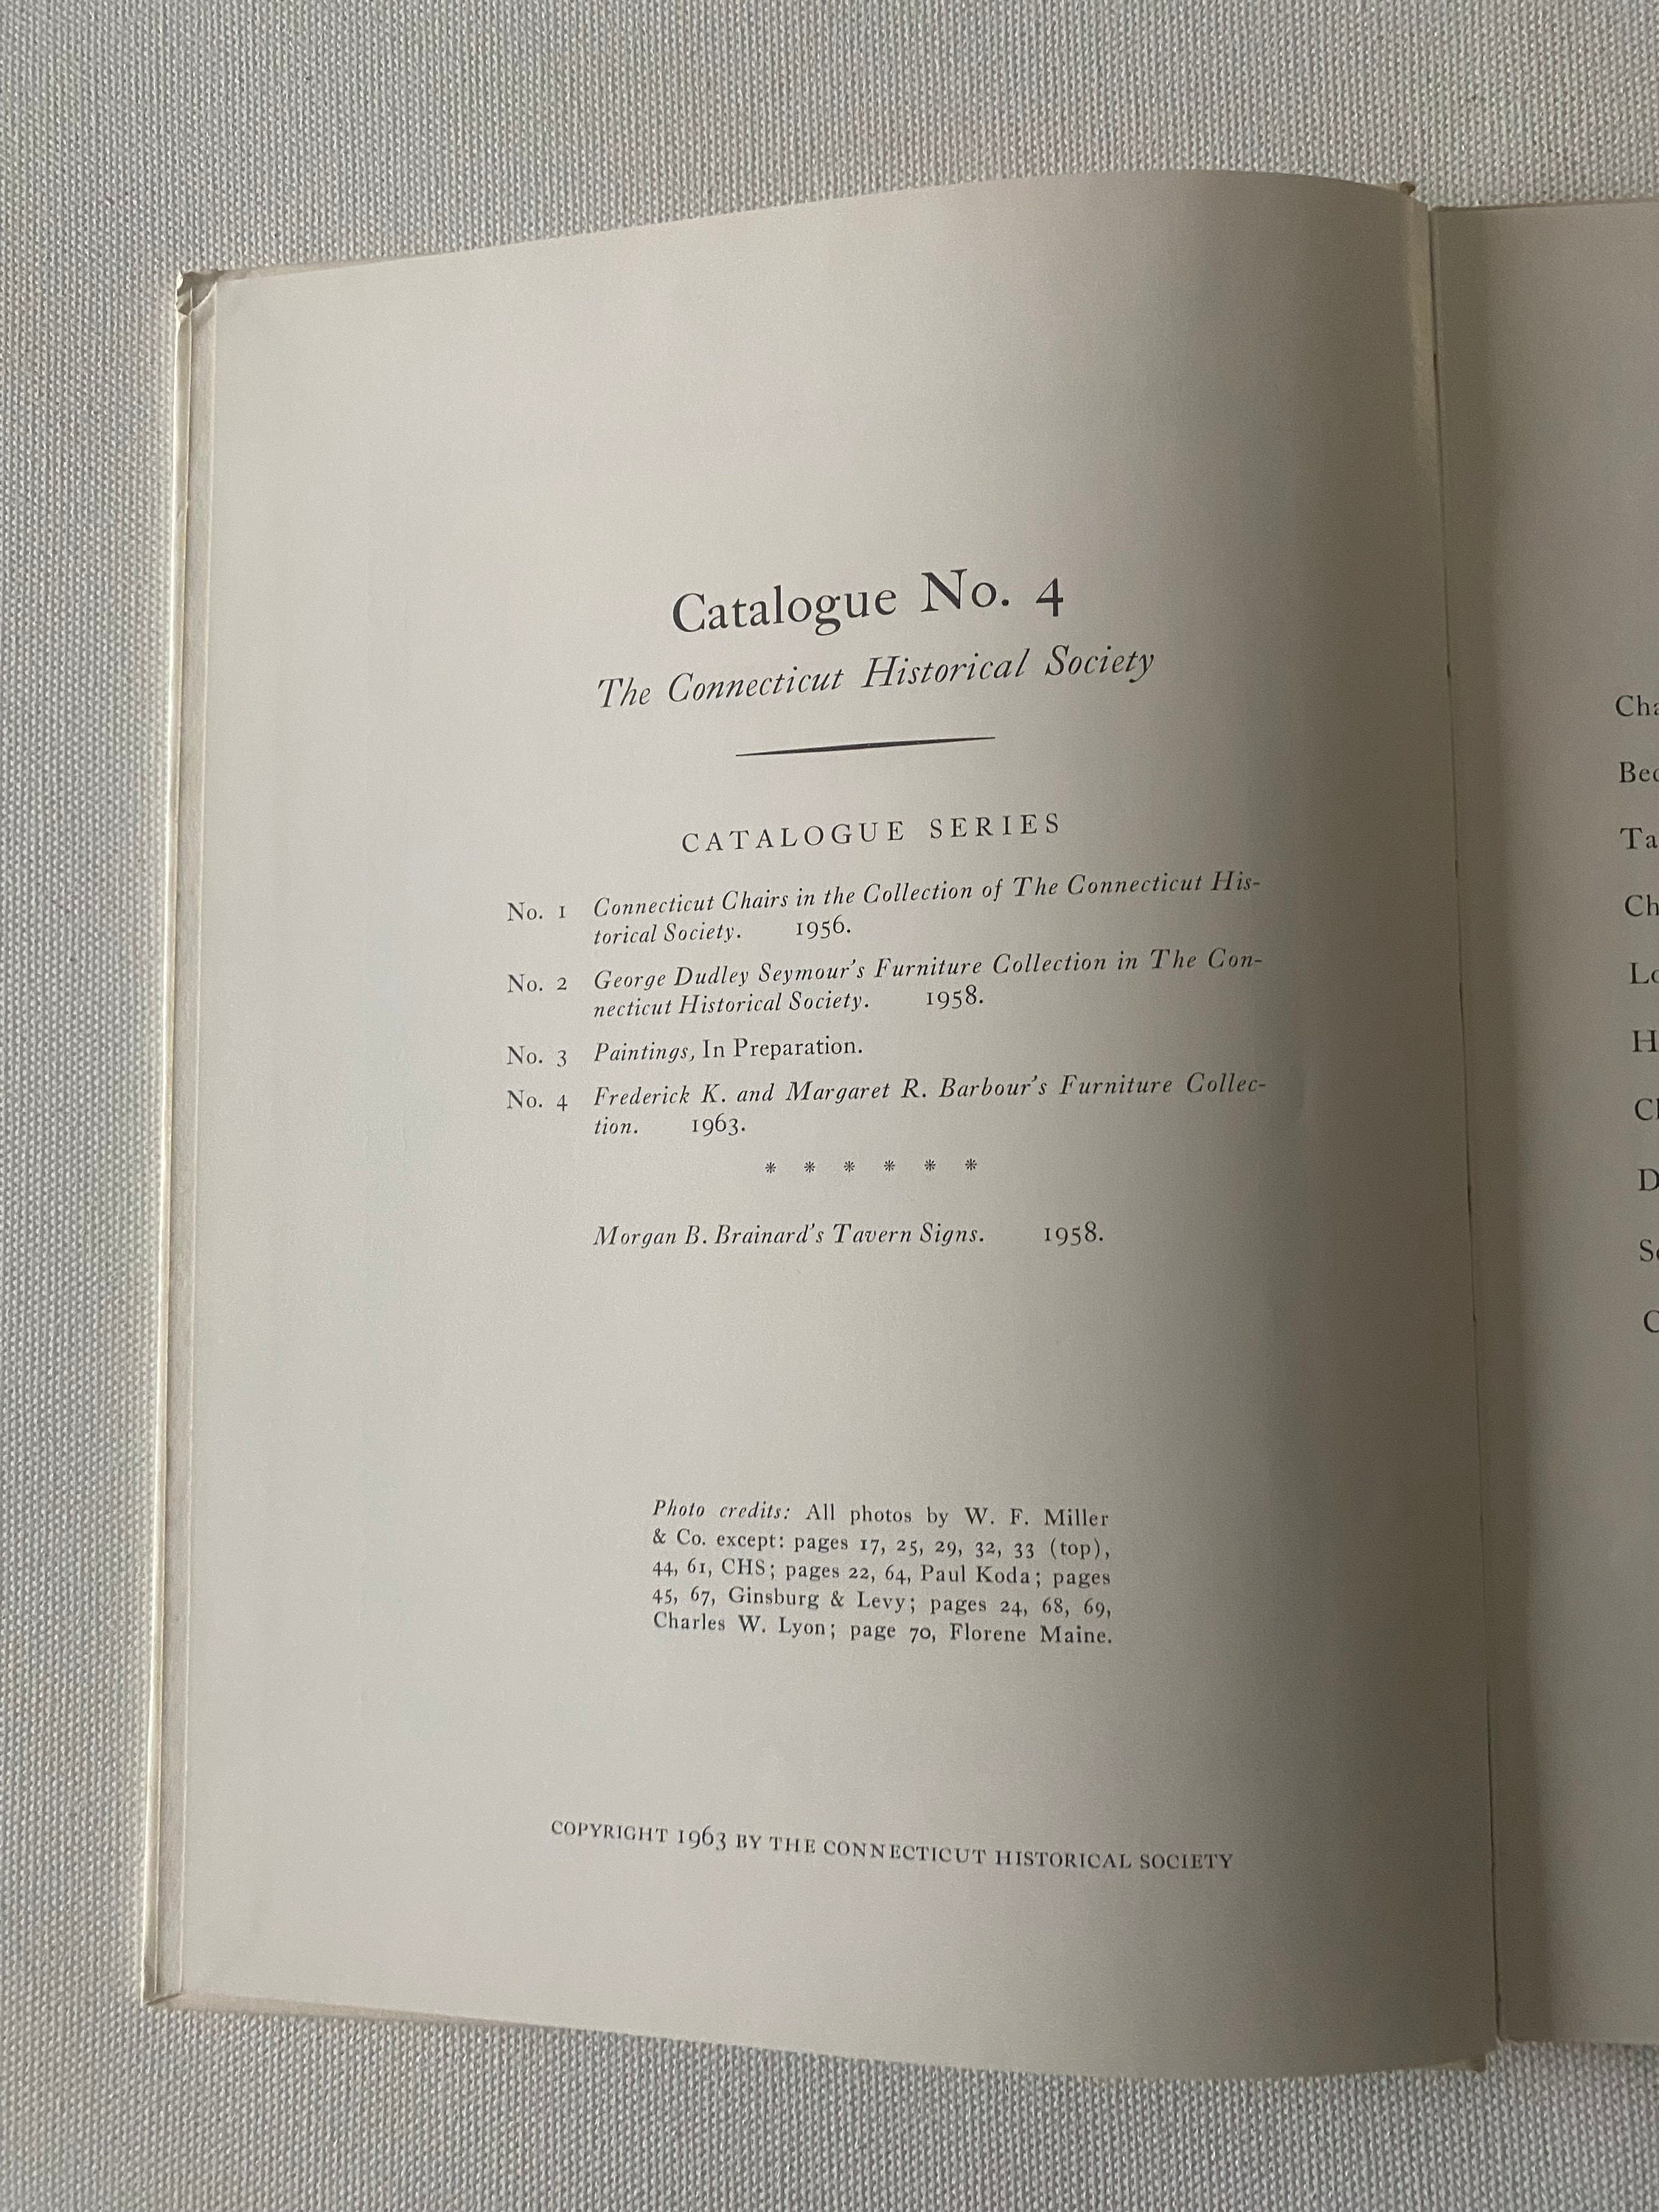 Catalogue No. 4
The Connecticut Historical Society
CATALOGUE SERIES
No. 1 Connecticut Chairs in the Collection of The Connecticut His-
torical Society. 1956.
No. 2 George Dudley Seymour's Furniture Collection in The Con-
necticut Historical Society. 1958.
No. 3 Paintings, In Preparation.
No. 4 Frederick K. and Margaret R. Barbour's Furniture Collec-
tion. 1963.
* * * * * *
Morgan B. Brainard's Tavern Signs. 1958.
Photo credits: All photos by W. F. Miller
& Co. except: pages 17, 25, 29, 32, 33 (top),
44, 61, CHS; pages 22, 64, Paul Koda; pages
45, 67, Ginsburg & Levy; pages 24, 68, 69,
Charles W. Lyon; page 70, Florene Maine.
COPYRIGHT 1963 BY THE CONNECTICUT HISTORICAL SOCIETY